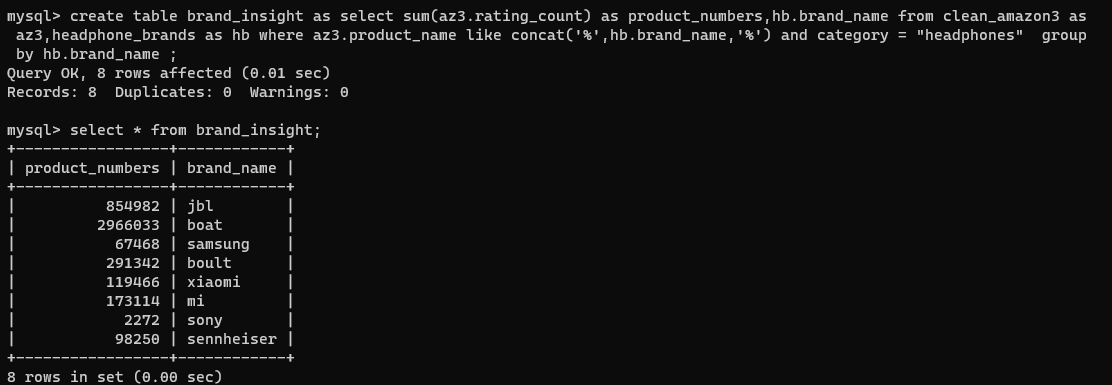 mysql> create table brand_insight as select sum(az3.rating_count) as product_numbers,hb.brand_name from clean_amazon3 as
 az3,headphone_brands as hb where az3.product_name like concat('%',hb.brand_name,'%') and category = "headphones"  group
 by hb.brand_name ;
Query OK, 8 rows affected (0.01 sec)
Records: 8  Duplicates: 0  Warnings: 0

mysql> select * from brand_insight;
+-----------------+------------+
| product_numbers | brand_name |
+-----------------+------------+
|          854982 | jbl        |
|         2966033 | boat       |
|           67468 | samsung    |
|          291342 | boult      |
|          119466 | xiaomi     |
|          173114 | mi         |
|            2272 | sony       |
|           98250 | sennheiser |
+-----------------+------------+
8 rows in set (0.00 sec)